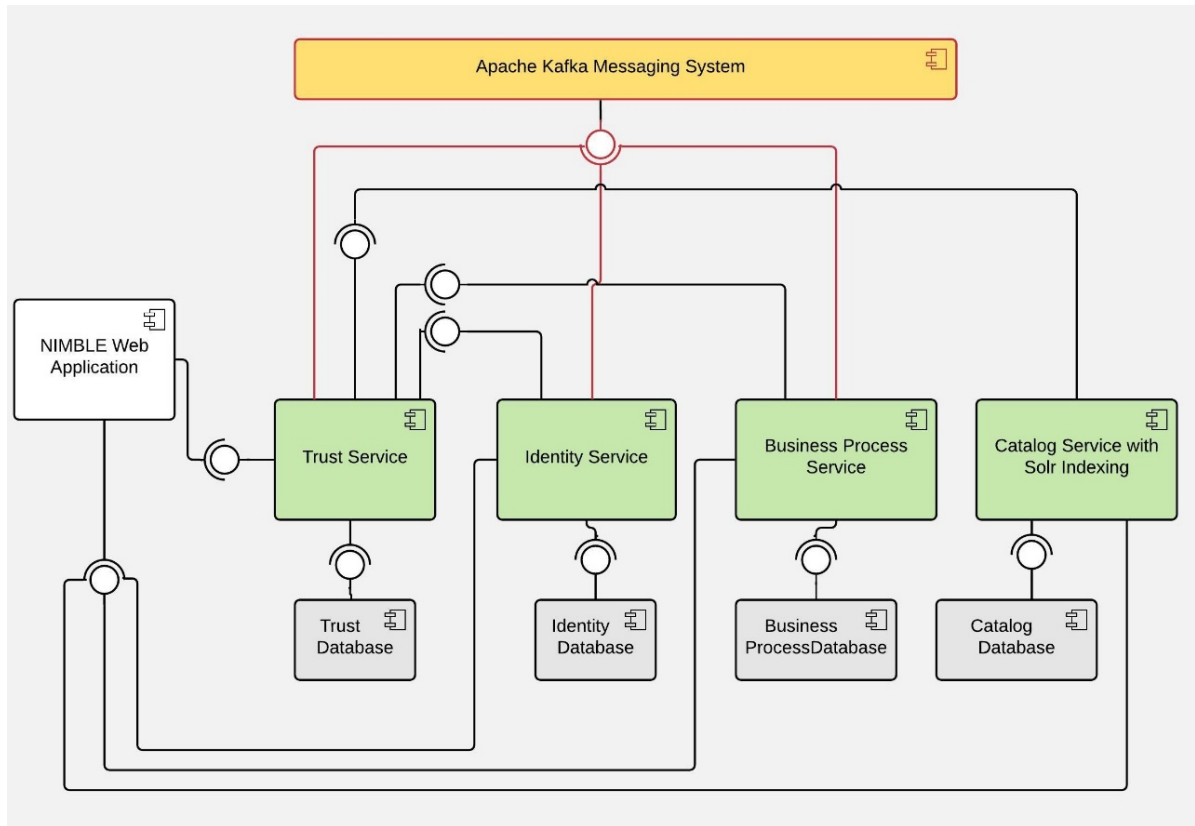 Apache Kafka Messaging System
NIMBLE Web
Application
Trust Service
Identity Service
Business Process
Service
Catalog Service with
Solr Indexing
Trust
Database
Identity
Database
Business
ProcessDatabase
Catalog
Database